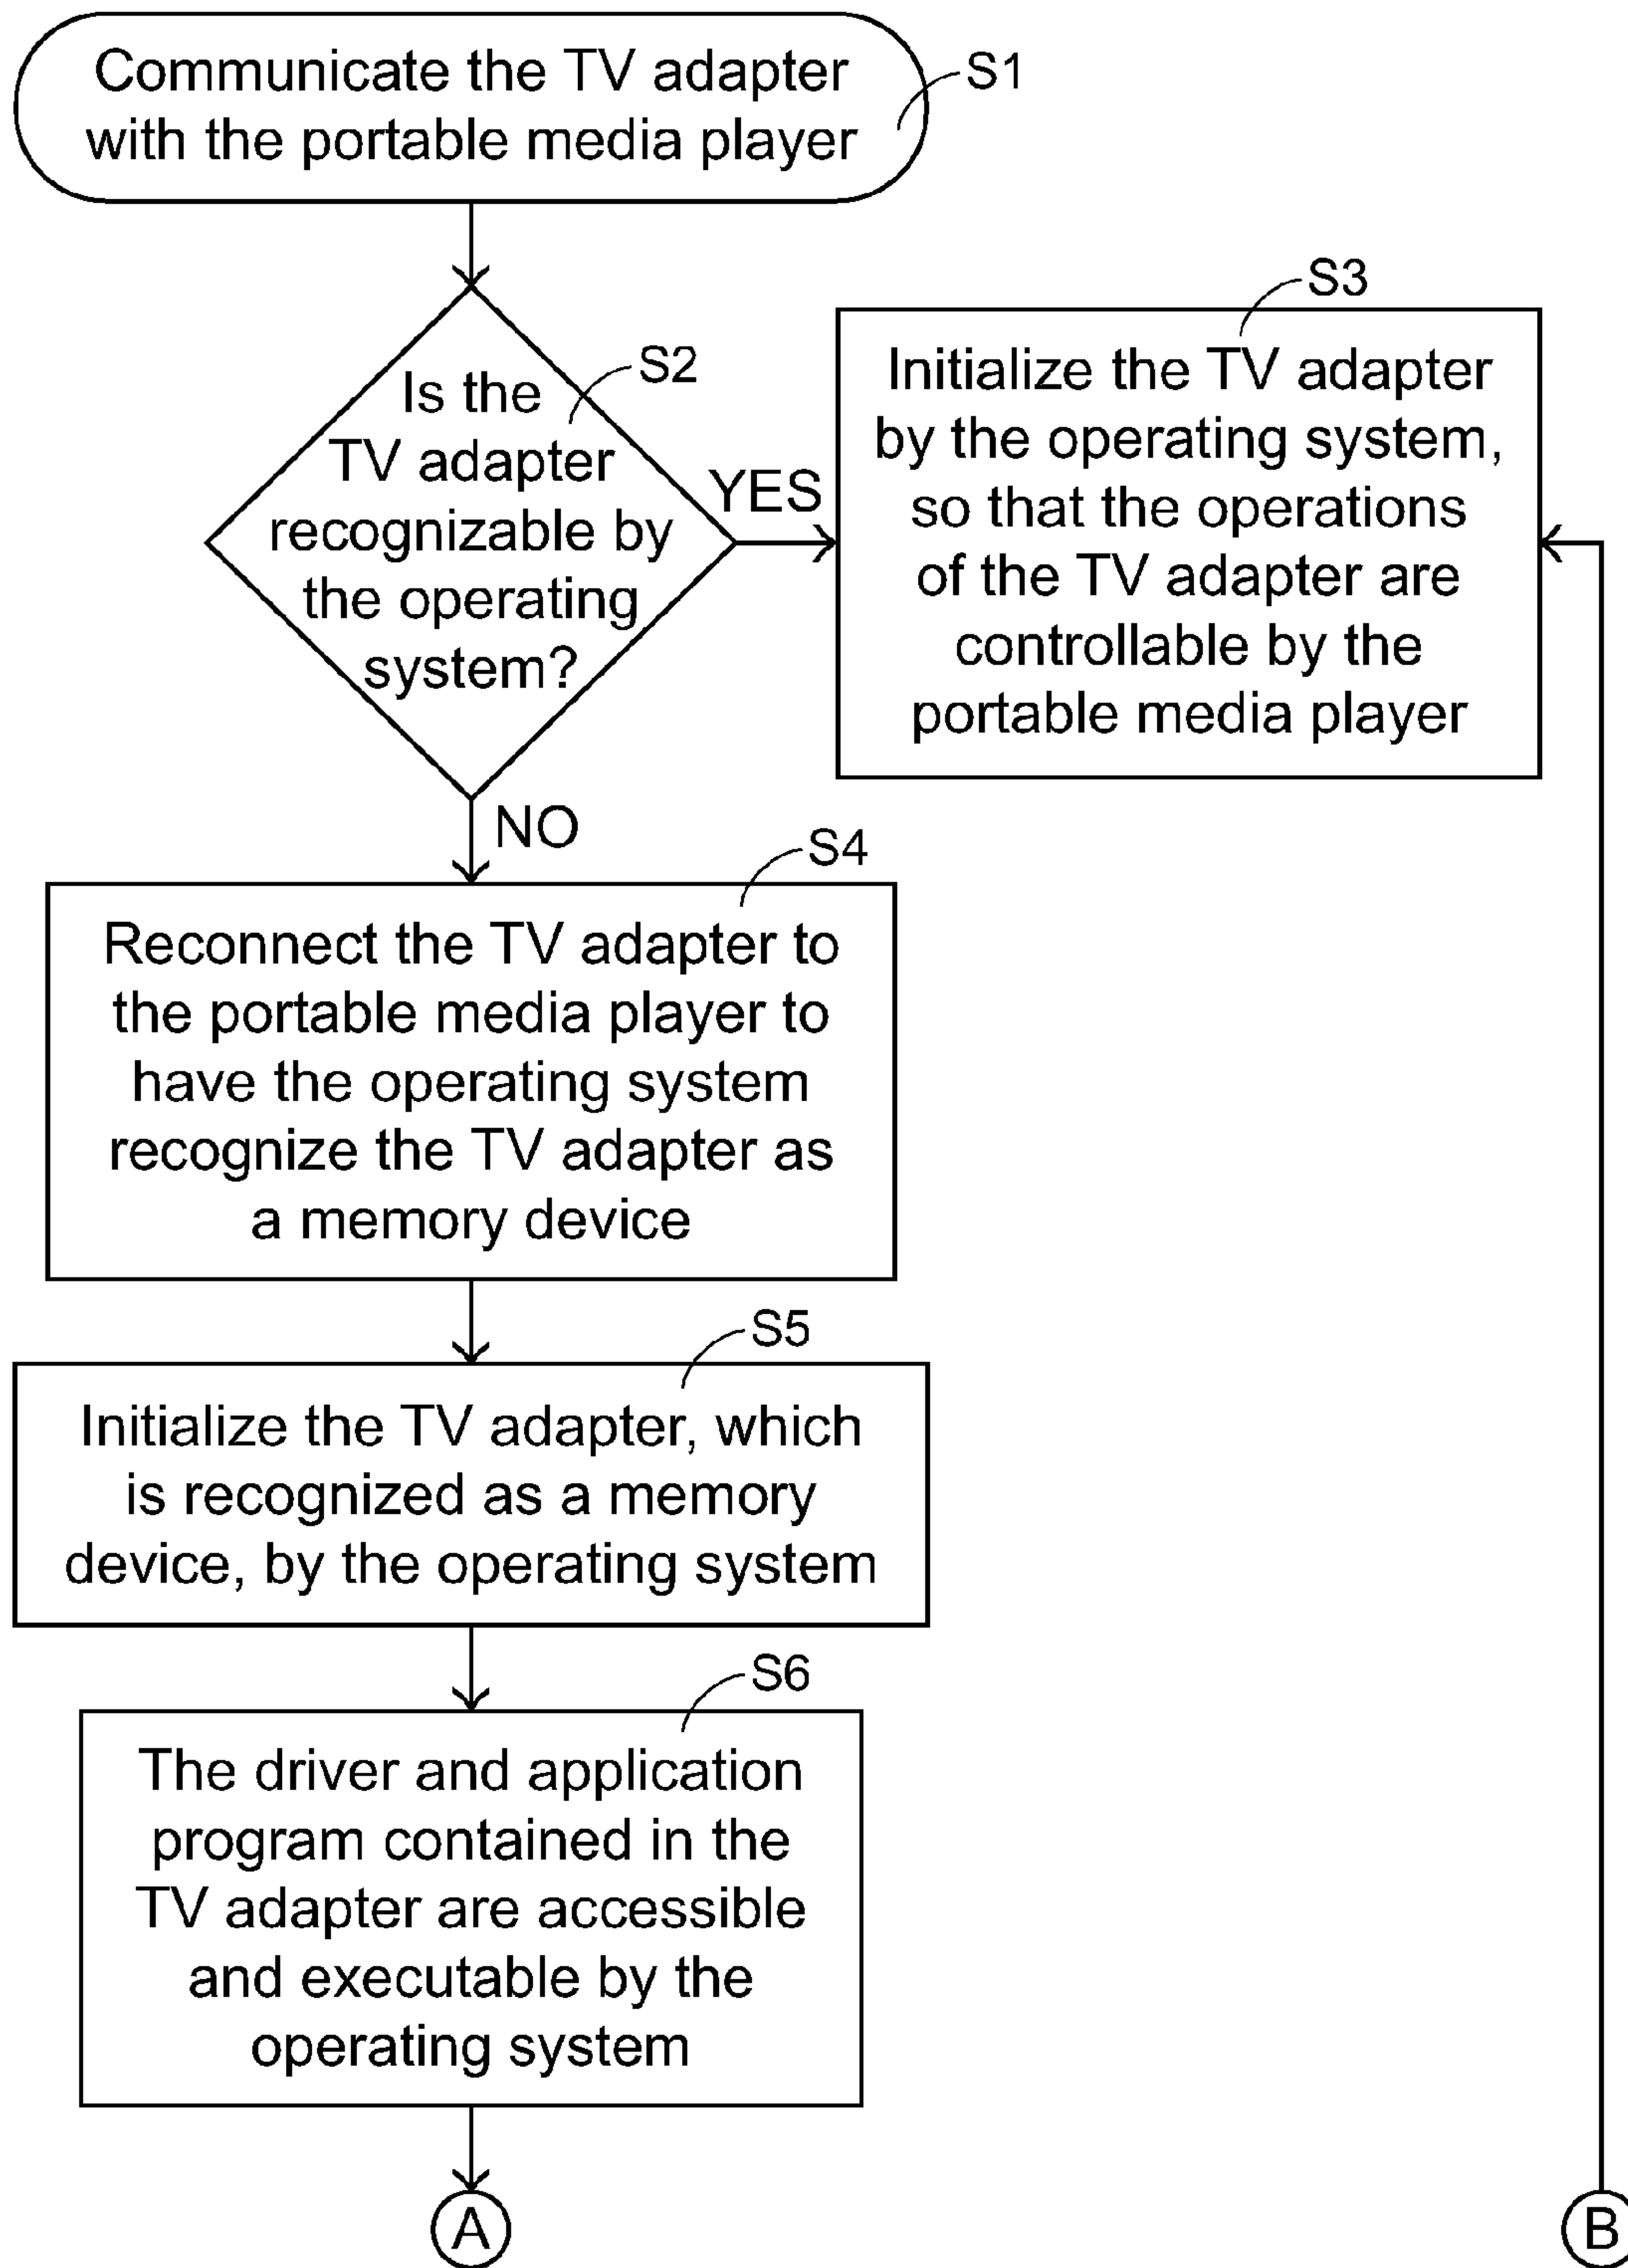 Communicate the TV adapter
with the portable media player
S1
Is the
TV adapter
recognizable by
the operating
system?
S2
YES
S3
Initialize the TV adapter
by the operating system,
so that the operations
of the TV adapter are
controllable by the
portable media player
NO
S4
Reconnect the TV adapter to
the portable media player to
have the operating system
recognize the TV adapter as
a memory device
S5
Initialize the TV adapter, which
is recognized as a memory
device, by the operating system
S6
The driver and application
program contained in the
TV adapter are accessible
and executable by the
operating system
A
B